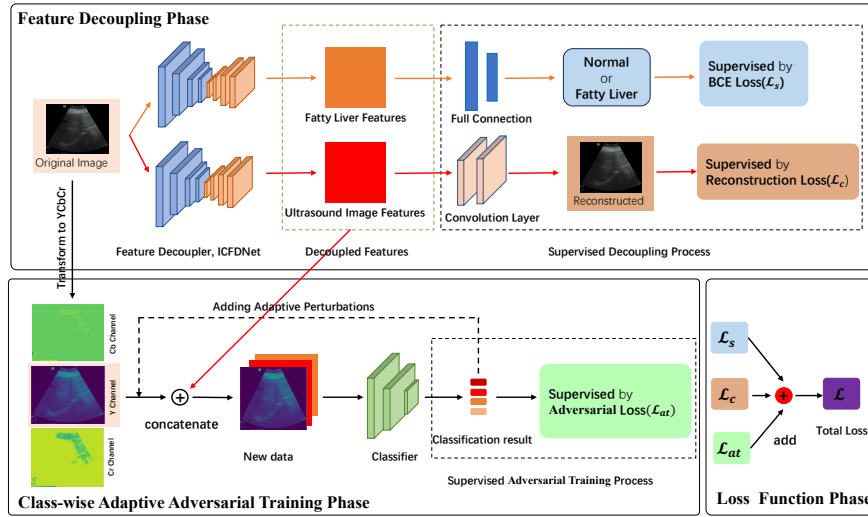 Feature Decoupling Phase
Original Image
Fatty Liver Features
Full Connection
Normal
or
Fatty Liver
Supervised by
BCE Loss(ℒs)
Ultrasound Image Features
Convolution Layer
Reconstructed
Supervised by
Reconstruction Loss(ℒc)
Feature Decoupler, ICFDNet
Decoupled Features
Supervised Decoupling Process
Transform to YCbCr
Adding Adaptive Perturbations
Cb Channel
Y Channel
Cr Channel
concatenate
New data
Classifier
Classification result
Supervised by
Adversarial Loss(ℒat)
Supervised Adversarial Training Process
Class-wise Adaptive Adversarial Training Phase
ℒs
ℒc
ℒat
+
add
ℒ
Total Loss
Loss Function Phase